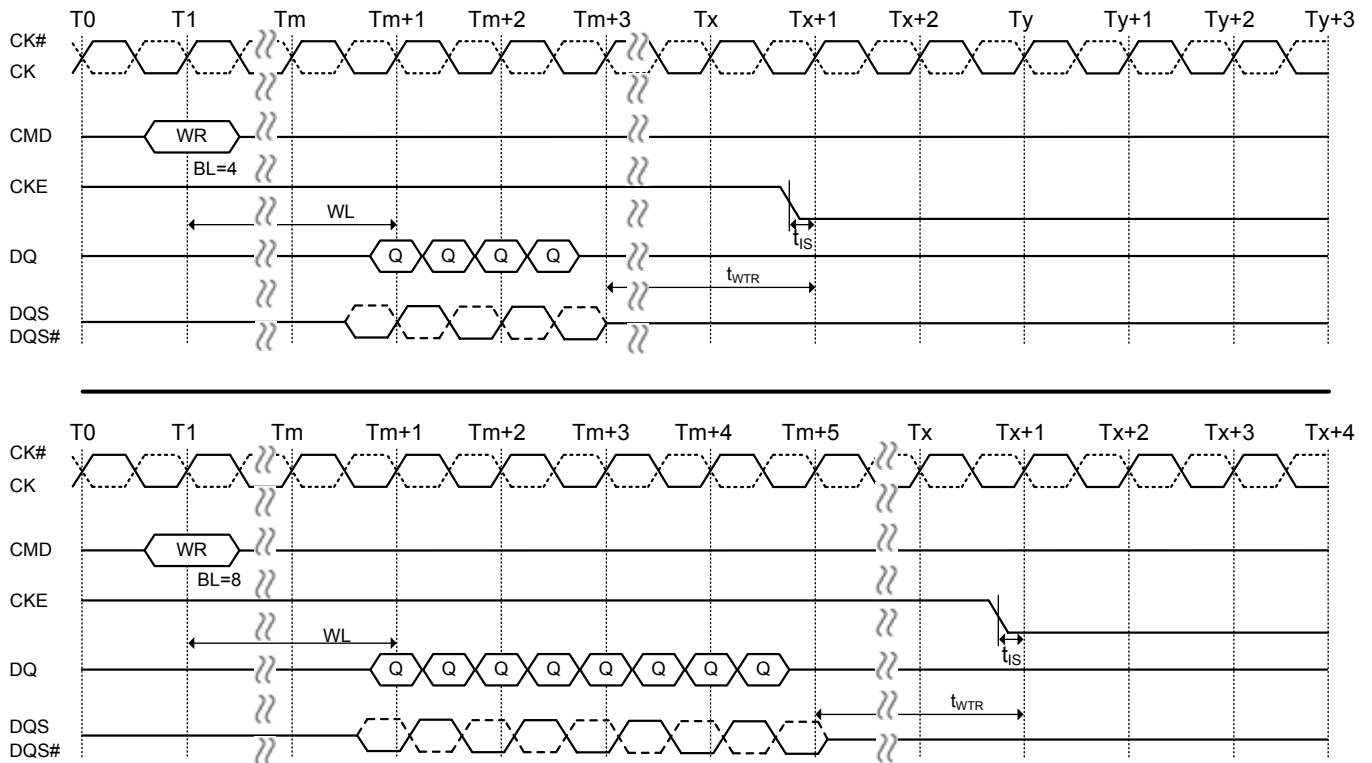 T0 T1 Tm Tm+1 Tm+2 Tm+3 Tx Tx+1 Tx+2 Ty Ty+1 Ty+2 Ty+3
CK#
CK
CMD WR
BL=4
CKE
WL
tIS
DQ Q Q Q Q
tWTR
DQS
DQS#
T0 T1 Tm Tm+1 Tm+2 Tm+3 Tm+4 Tm+5 Tx Tx+1 Tx+2 Tx+3 Tx+4
CK#
CK
CMD WR
BL=8
CKE
WL
tIS
DQ Q Q Q Q Q Q Q Q
tWTR
DQS
DQS#